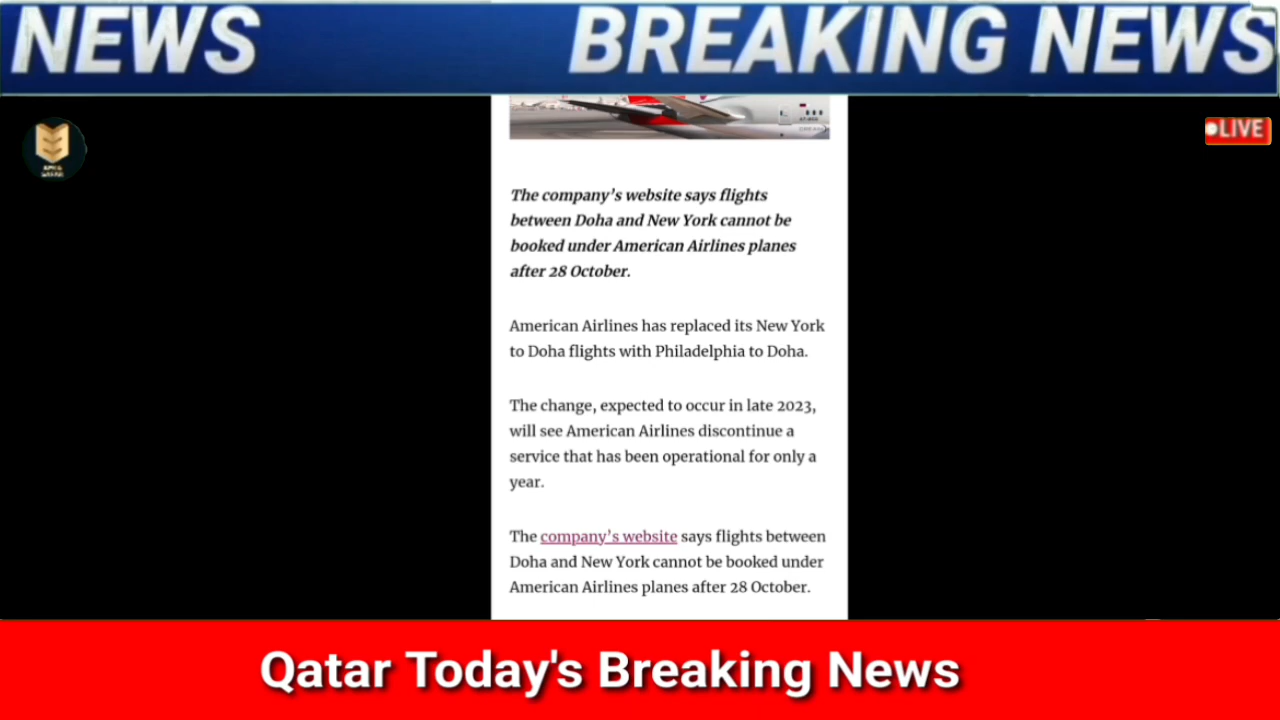 NEWS BREAKING NEWS
LIVE
The company's website says flights
between Doha and New York cannot be
booked under American Airlines planes
after 28 October.
American Airlines has replaced its New York
to Doha flights with Philadelphia to Doha.
The change, expected to occur in late 2023,
will see American Airlines discontinue a
service that has been operational for only a
year.
The company's website says flights between
Doha and New York cannot be booked under
American Airlines planes after 28 October.
Qatar Today's Breaking News